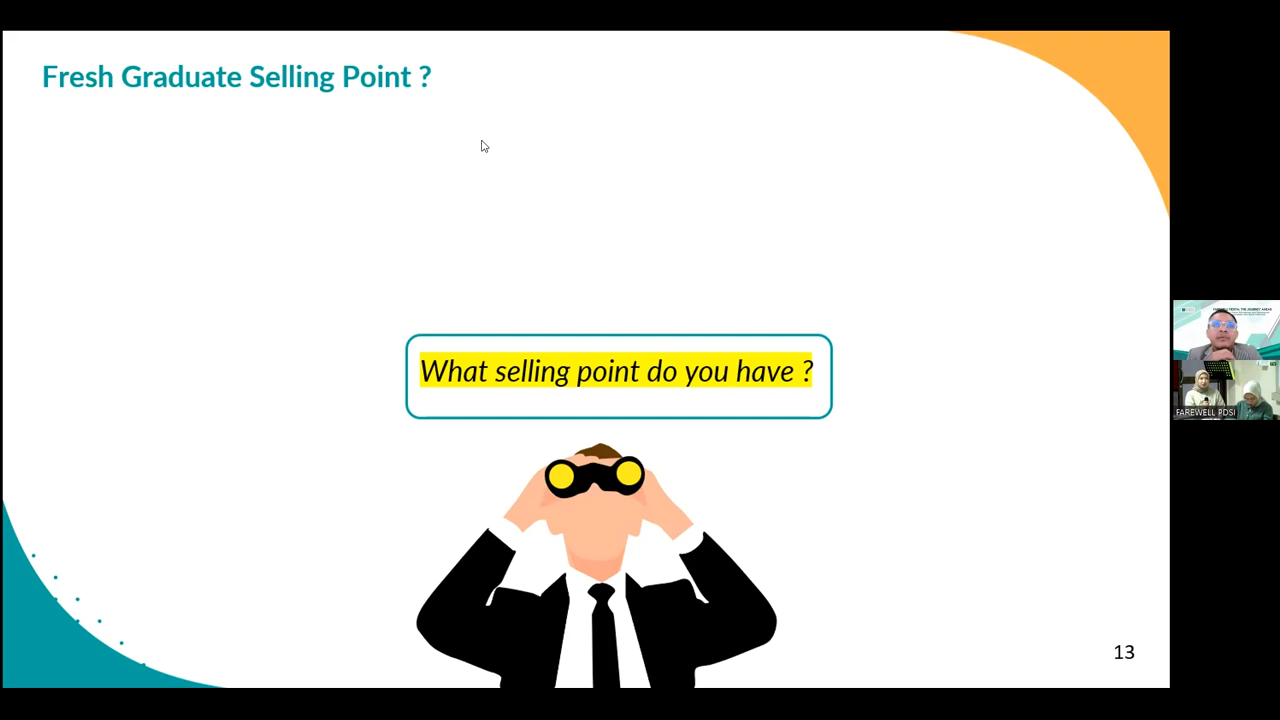 Fresh Graduate Selling Point ?
What selling point do you have ?
13
FAREWELL PDSI